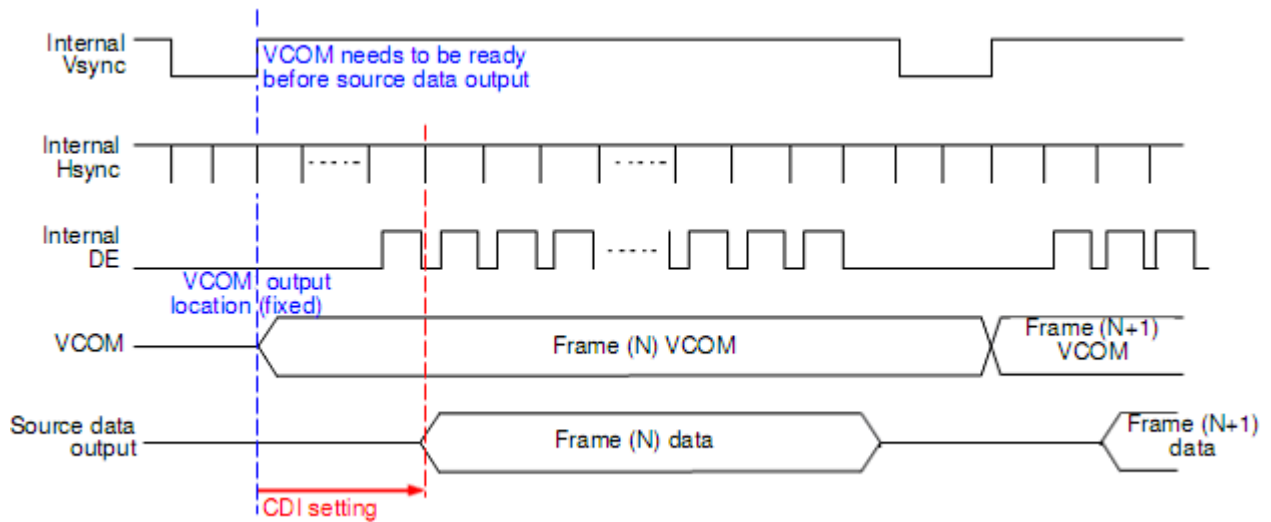 Internal
Vsync
VCOM needs to be ready
before source data output
Internal
Hsync
Internal
DE
VCOM output
location (fixed)
VCOM
Frame (N) VCOM
Frame (N+1)
VCOM
Source data
output
Frame (N) data
Frame (N+1)
data
CDI setting